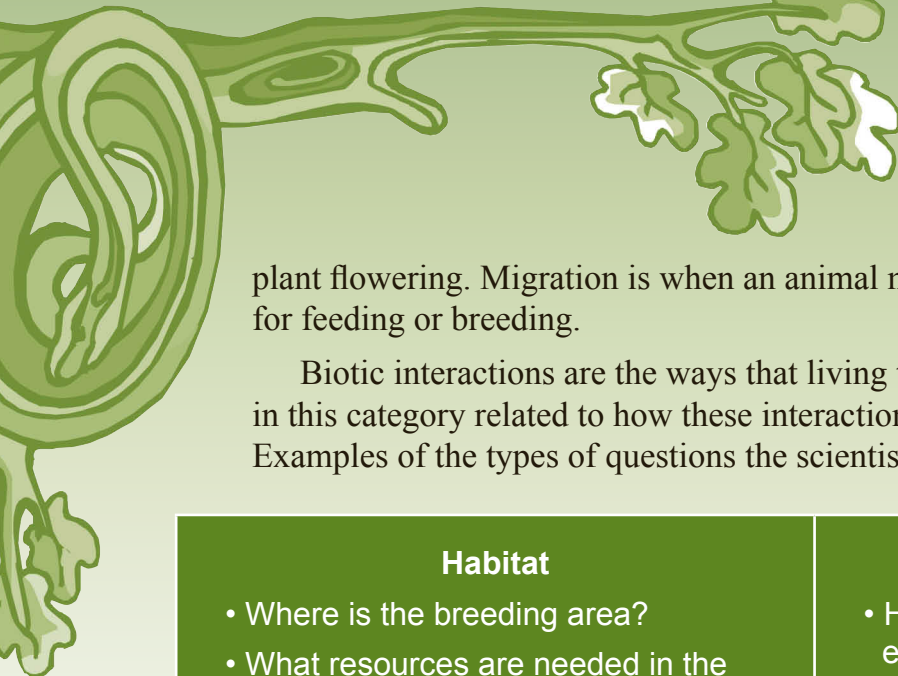 plant flowering. Migration is when an animal
for feeding or breeding.
Biotic interactions are the ways that living
in this category related to how these
Examples of the types of questions the
Habitat
• Where is the breeding area?
• What resources are needed in the